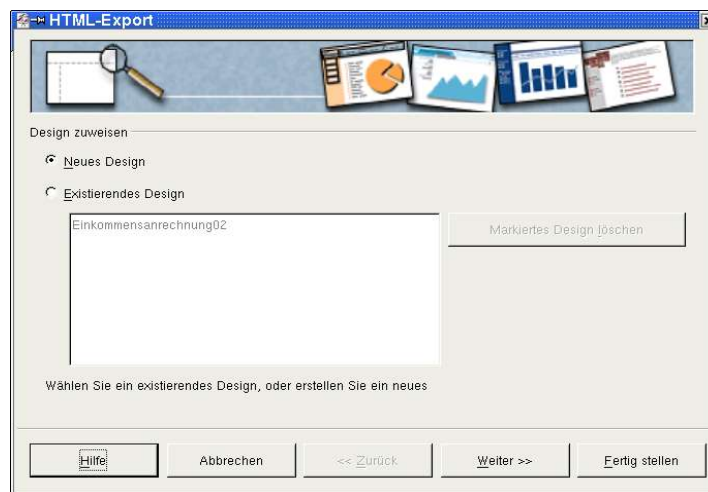 HTML-Export
Design zuweisen
Neues Design
Existierendes Design
Einkommensanrechnung02
Markiertes Design löschen
Wählen Sie ein existierendes Design, oder erstellen Sie ein neues
Hilfe
Abbrechen
<< Zurück
Weiter >>
Fertig stellen